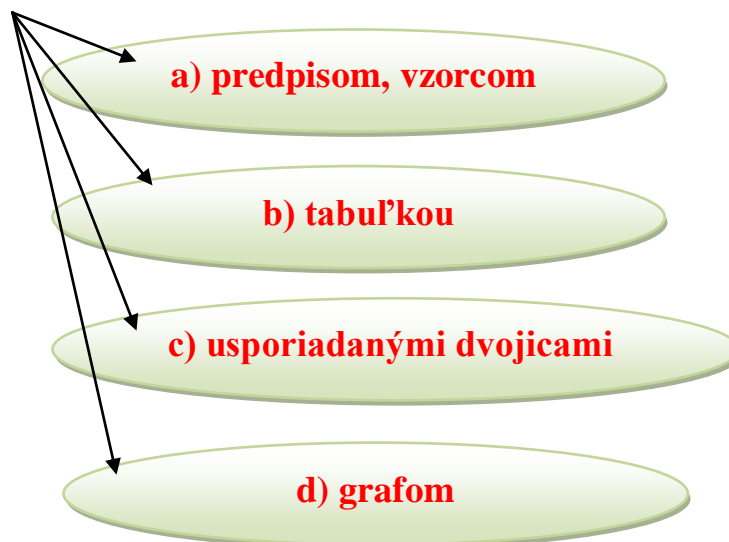 a) predpisom, vzorcom
b) tabuľkou
c) usporiadanými dvojicami
d) grafom